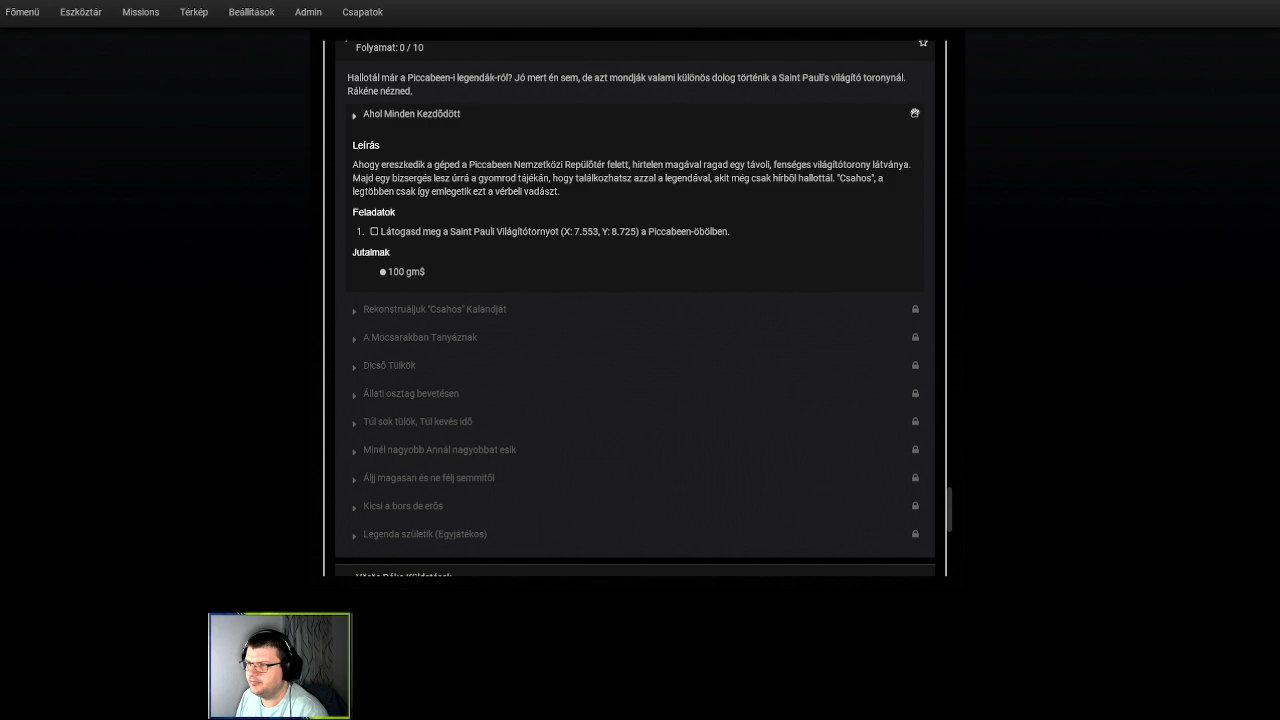 Főmenü Eszköztár Missions Térkép Beállítások Admin Csapatok
Folyamat: 0 / 10
Hallotál már a Piccabeen-i legendák-ról? Jó mert én sem, de azt mondják valami különös dolog történik a Saint Pauli's világító toronynál.
Rákéne nézned.
Ahol Minden Kezdődött
Leírás
Ahogy ereszkedik a géped a Piccabeen Nemzetközi Repülőtér felett, hirtelen magával ragad egy távoli, fenséges világítótorony látványa.
Majd egy bizsergés lesz úrrá a gyomrod tájékán, hogy találkozhatsz azzal a legendával, akit még csak hírből hallottál. "Csahos", a
legtöbben csak így emlegetik ezt a vérbeli vadászt.
Feladatok
1. Látogasd meg a Saint Pauli Világítótornyot (X: 7.553, Y: 8.725) a Piccabeen-öbölben.
Jutalmak
100 gm$
Rekonstruáljuk "Csahos" Kalandját
A Mocsarakban Tanyáznak
Dicső Tülkök
Állati osztag bevetésen
Túl sok tülök, Túl kevés idő
Minél nagyobb Annál nagyobbat esik
Állj magasan és ne félj semmitől
Kicsi a bors de erős
Legenda születik (Egyjátékos)